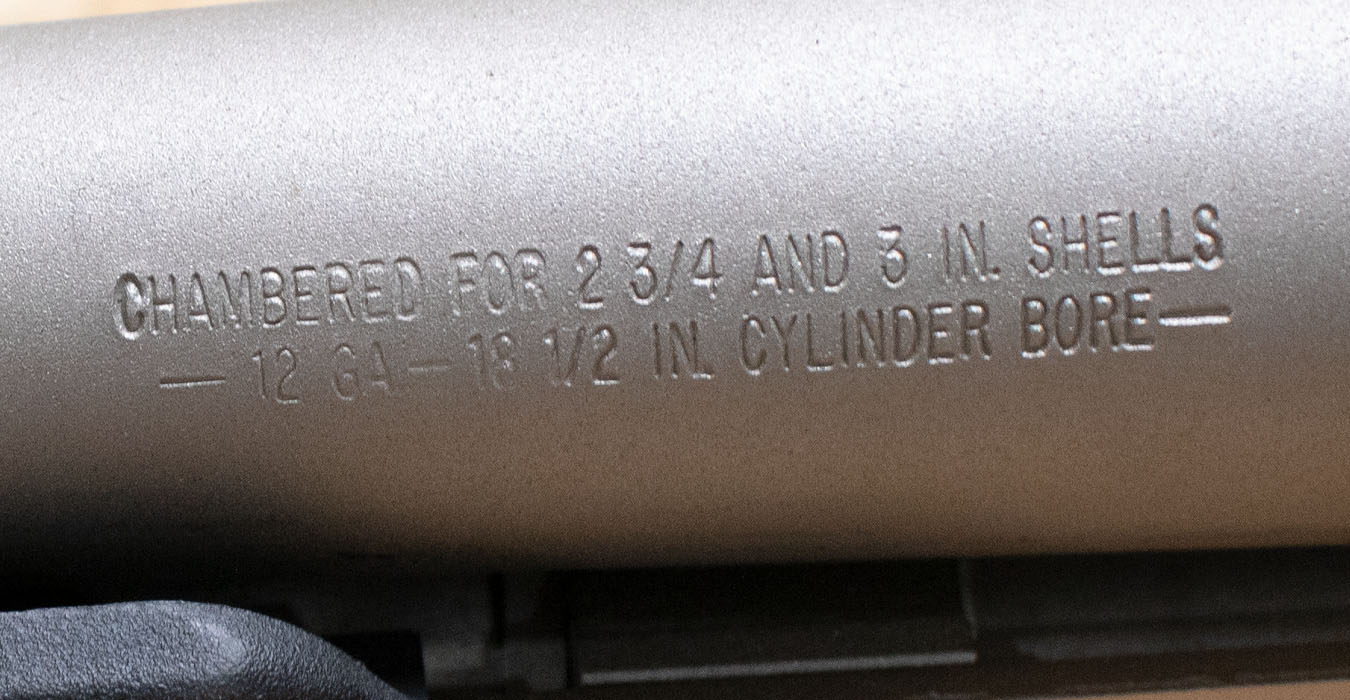 CHAMBERED FOR 2 3/4 AND 3 IN. SHELLS
— 12 GA — 18 1/2 IN. CYLINDER BORE —